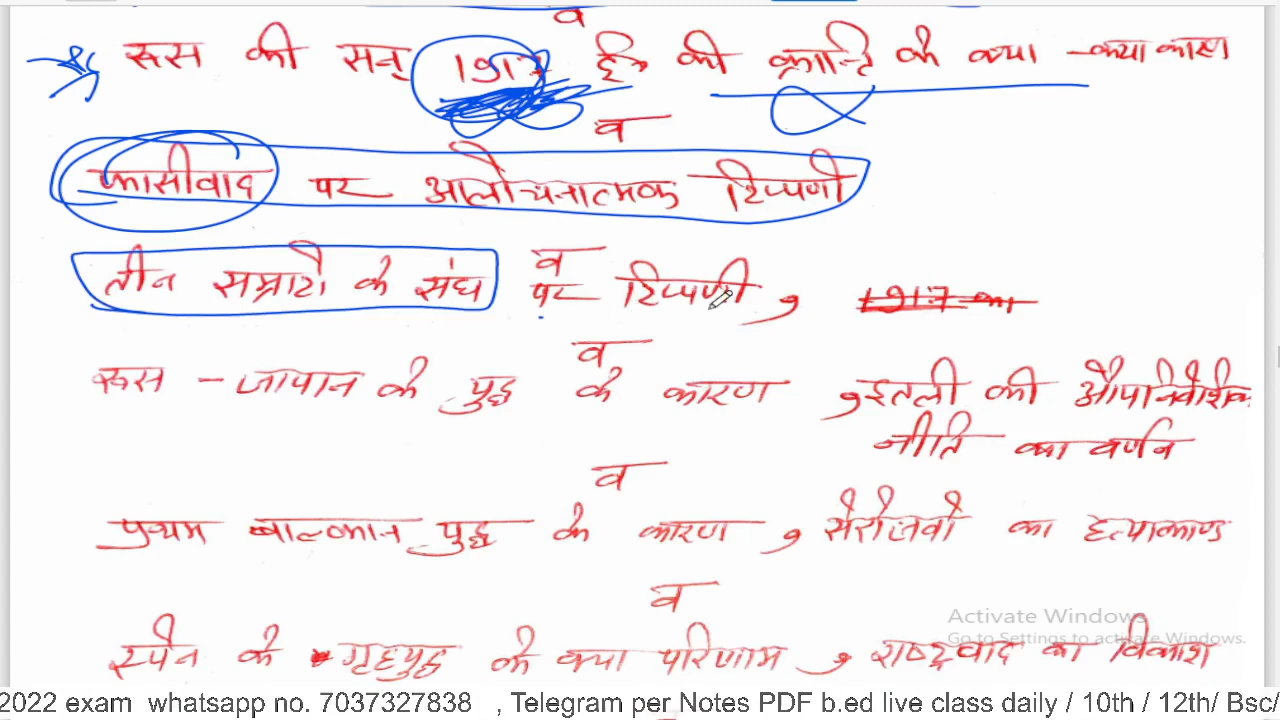 व
रूस की सन् 1917 ई० की क्रान्ति के क्या -क्या कारण
व
फासीवाद पर आलोचनात्मक टिप्पणी
व
तीन सम्राटों के संघ पर टिप्पणी, 1917 का
व
रूस - जापान के युद्ध के कारण, इतली की औपनिवेशिक
नीति का वर्णन
व
प्रथम बाल्कान युद्ध के कारण, सेराजेवो का हत्याकाण्ड
व
स्पेन के गृहयुद्ध के क्या परिणाम, राष्ट्रवाद का विकाश
Activate Windows
Go to Settings to activate Windows.
2022 exam whatsapp no. 7037327838 , Telegram per Notes PDF b.ed live class daily / 10th / 12th/ Bsc/